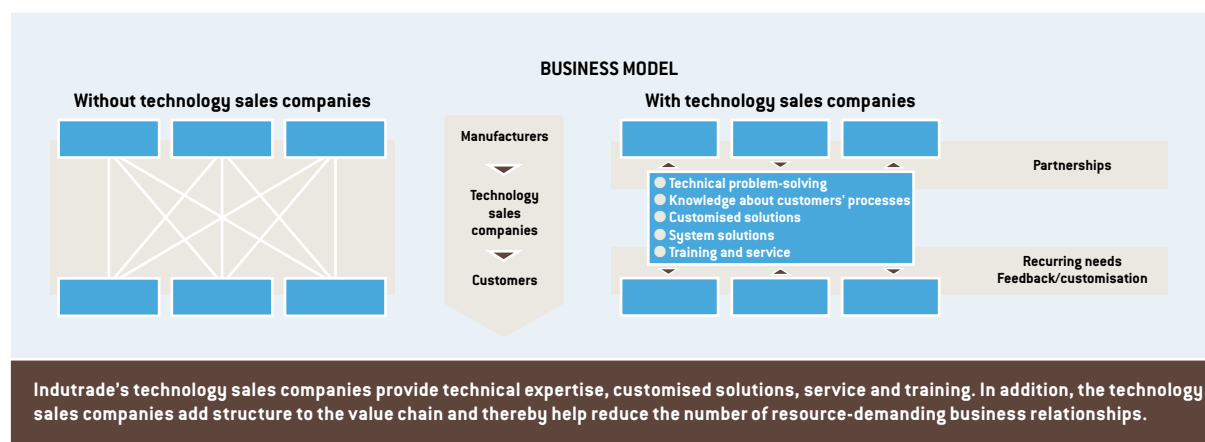 BUSINESS MODEL
Without technology sales companies
With technology sales companies
Manufacturers
Technology
sales
companies
Customers
Technical problem-solving
Knowledge about customers' processes
Customised solutions
System solutions
Training and service
Partnerships
Recurring needs
Feedback/customisation
Indutrade's technology sales companies provide technical expertise, customised solutions, service and training. In addition, the technology
sales companies add structure to the value chain and thereby help reduce the number of resource-demanding business relationships.